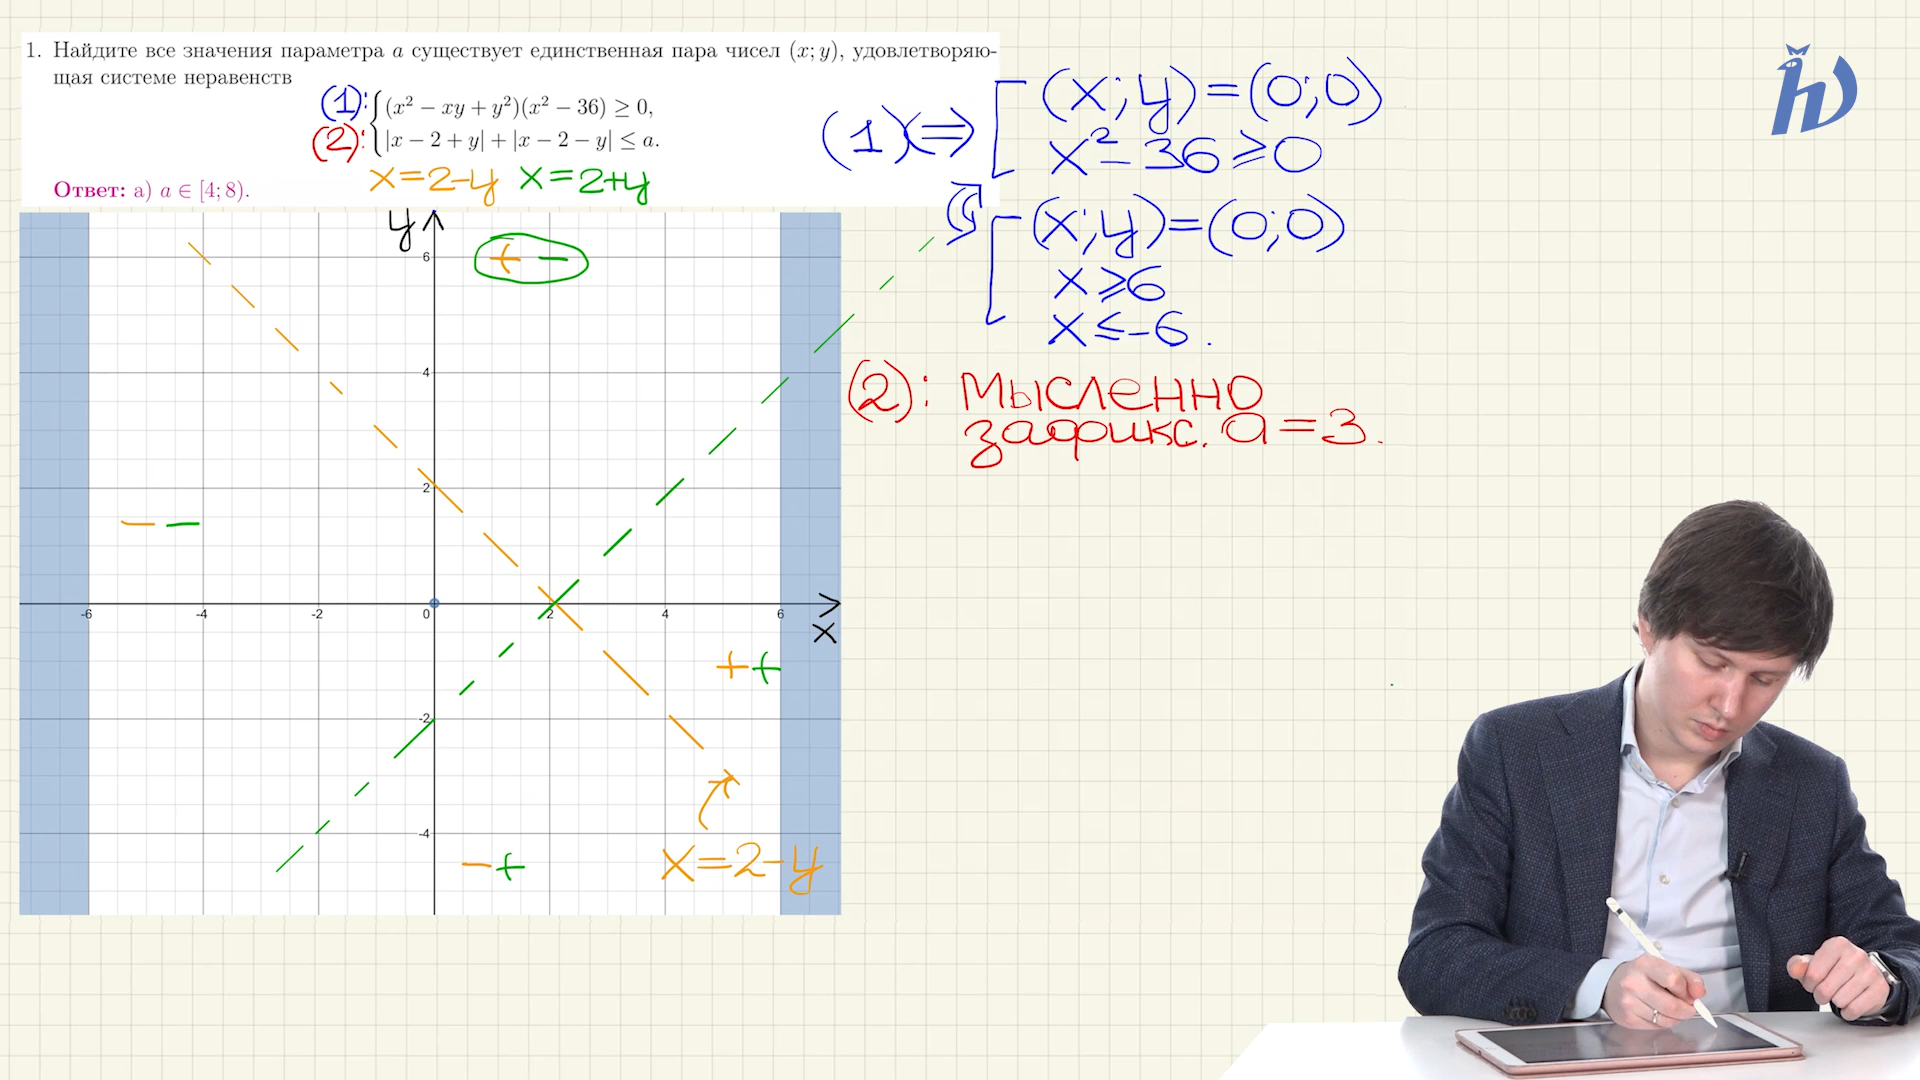 1. Найдите все значения параметра a существует единственная пара чисел (x; y), удовлетворяю-
щая системе неравенств
(1): (x² − xy + y²)(x² − 36) ≥ 0,
(2): |x − 2 + y| + |x − 2 − y| ≤ a.
x=2-y x=2+y
Ответ: а) a ∈ [4; 8).
(1) ⇔ [ (x;y)=(0;0)
x²-36⩾0
⇔ [ (x;y)=(0;0)
x⩾6
x≤-6.
(2): мысленно
зафикс. a=3.
y
+ -
6
4
2
- -
-6 -4 -2 0 2 4 6
x
+ +
-2
-4
- +
x=2-y